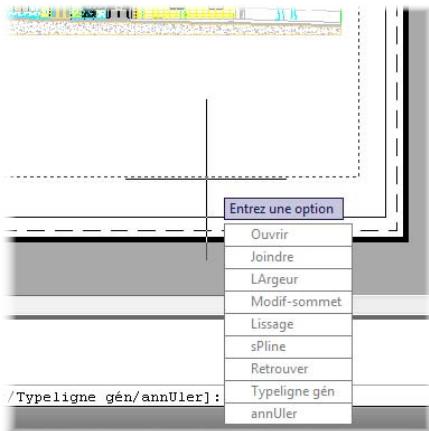 Entrez une option
Ouvrir
Joindre
LArgeur
Modif-sommet
Lissage
sPline
Retrouver
Typeligne gén
annUler
/Typeligne gén/annUler]: